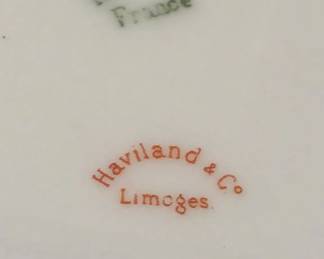 France
Haviland & Co
Limoges.